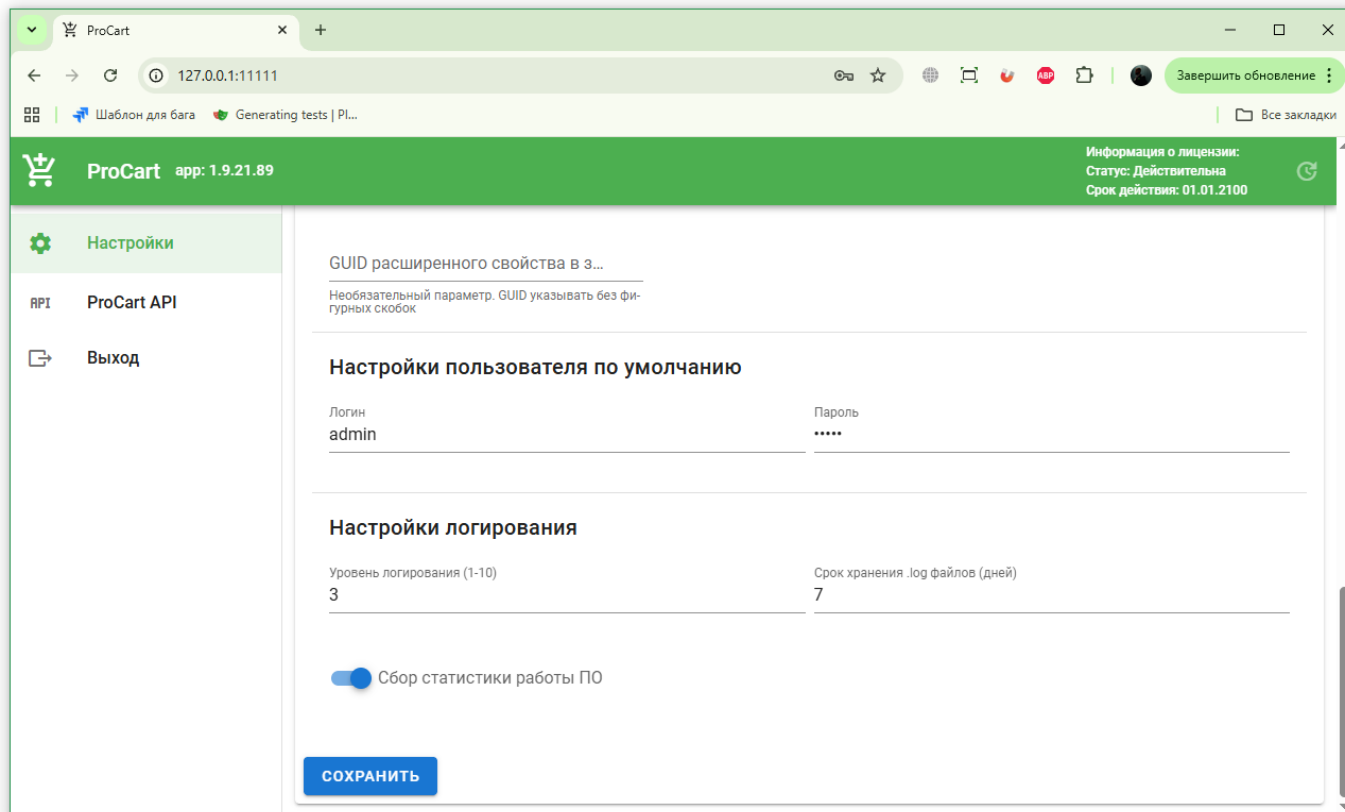 ProCart
127.0.0.1:11111
ABP
Завершить обновление
Шаблон для бага
Generating tests | Pl...
Все закладки
ProCart app: 1.9.21.89
Информация о лицензии:
Статус: Действительна
Срок действия: 01.01.2100
Настройки
API ProCart API
Выход
GUID расширенного свойства в з...
Необязательный параметр. GUID указывать без фи-
гурных скобок
Настройки пользователя по умолчанию
Логин
admin
Пароль
•••••
Настройки логирования
Уровень логирования (1-10)
3
Срок хранения .log файлов (дней)
7
Сбор статистики работы ПО
СОХРАНИТЬ